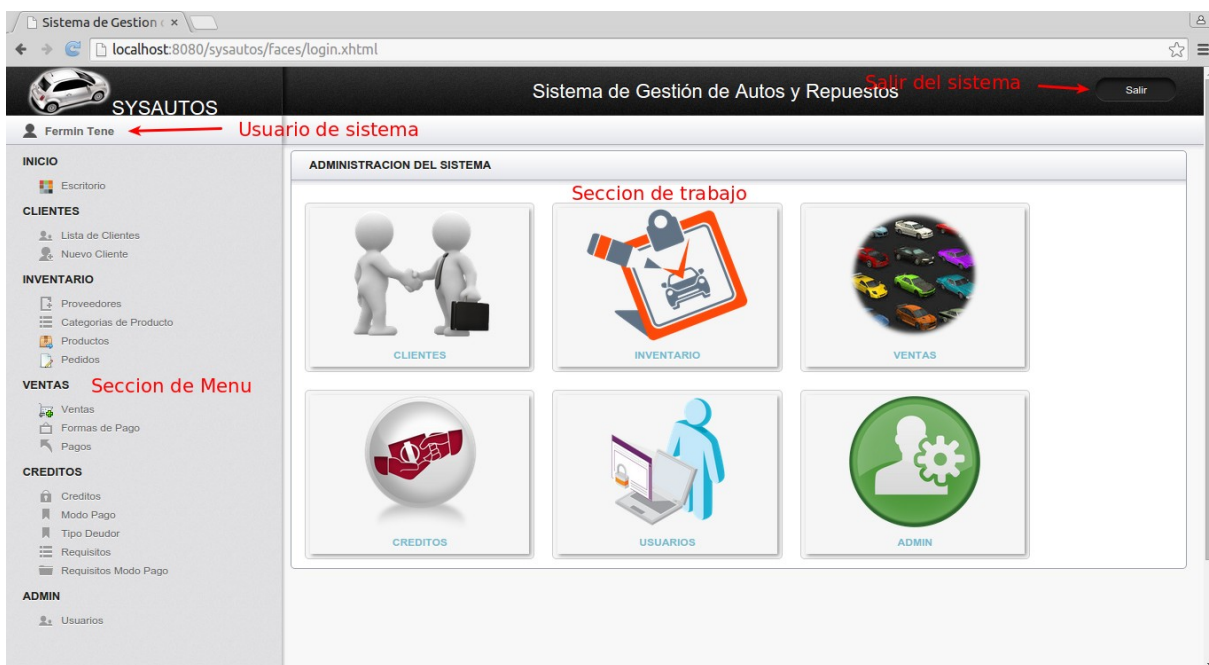 Sistema de Gestion
localhost:8080/sysautos/faces/login.xhtml
SYSAUTOS
Sistema de Gestión de Autos y Repuestos
Salir del sistema
Salir
Fermin Tene
Usuario de sistema
INICIO
Escritorio
CLIENTES
Lista de Clientes
Nuevo Cliente
INVENTARIO
Proveedores
Categorias de Producto
Productos
Pedidos
VENTAS
Seccion de Menu
Ventas
Formas de Pago
Pagos
CREDITOS
Creditos
Modo Pago
Tipo Deudor
Requisitos
Requisitos Modo Pago
ADMIN
Usuarios
ADMINISTRACION DEL SISTEMA
Seccion de trabajo
CLIENTES
INVENTARIO
VENTAS
CREDITOS
USUARIOS
ADMIN